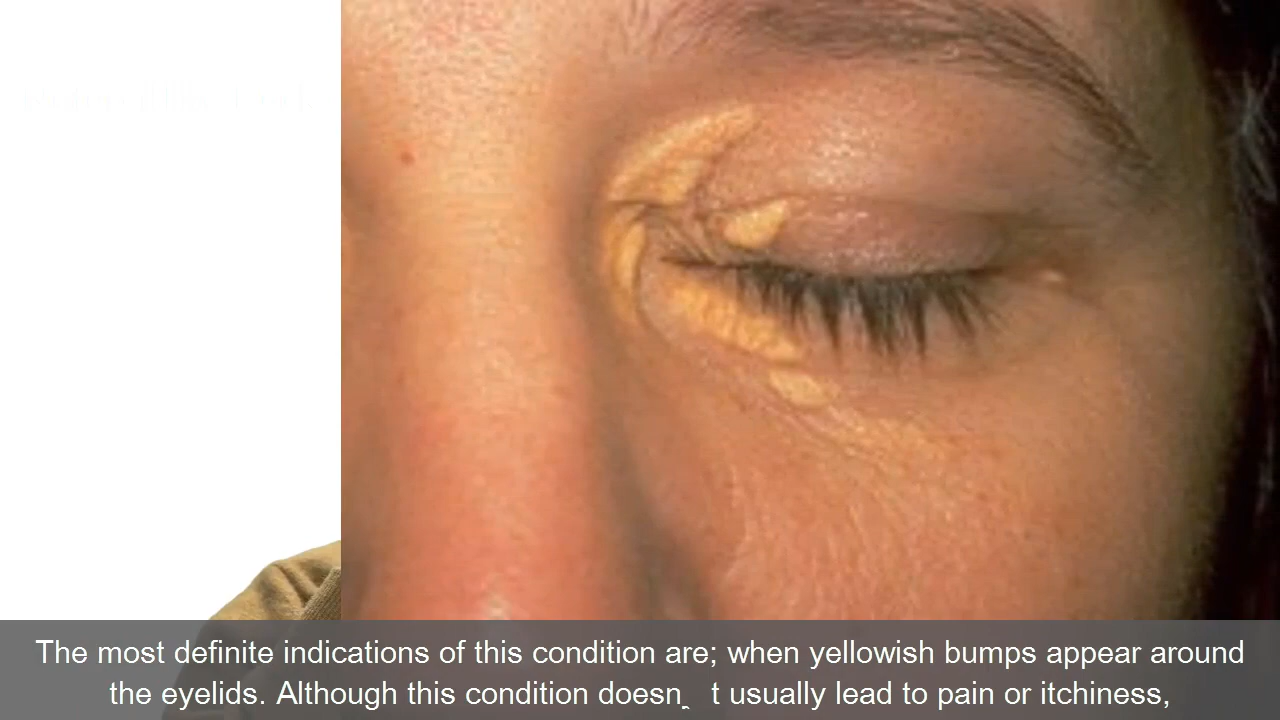 The most definite indications of this condition are; when yellowish bumps appear around
the eyelids. Although this condition doesn˛ t usually lead to pain or itchiness,